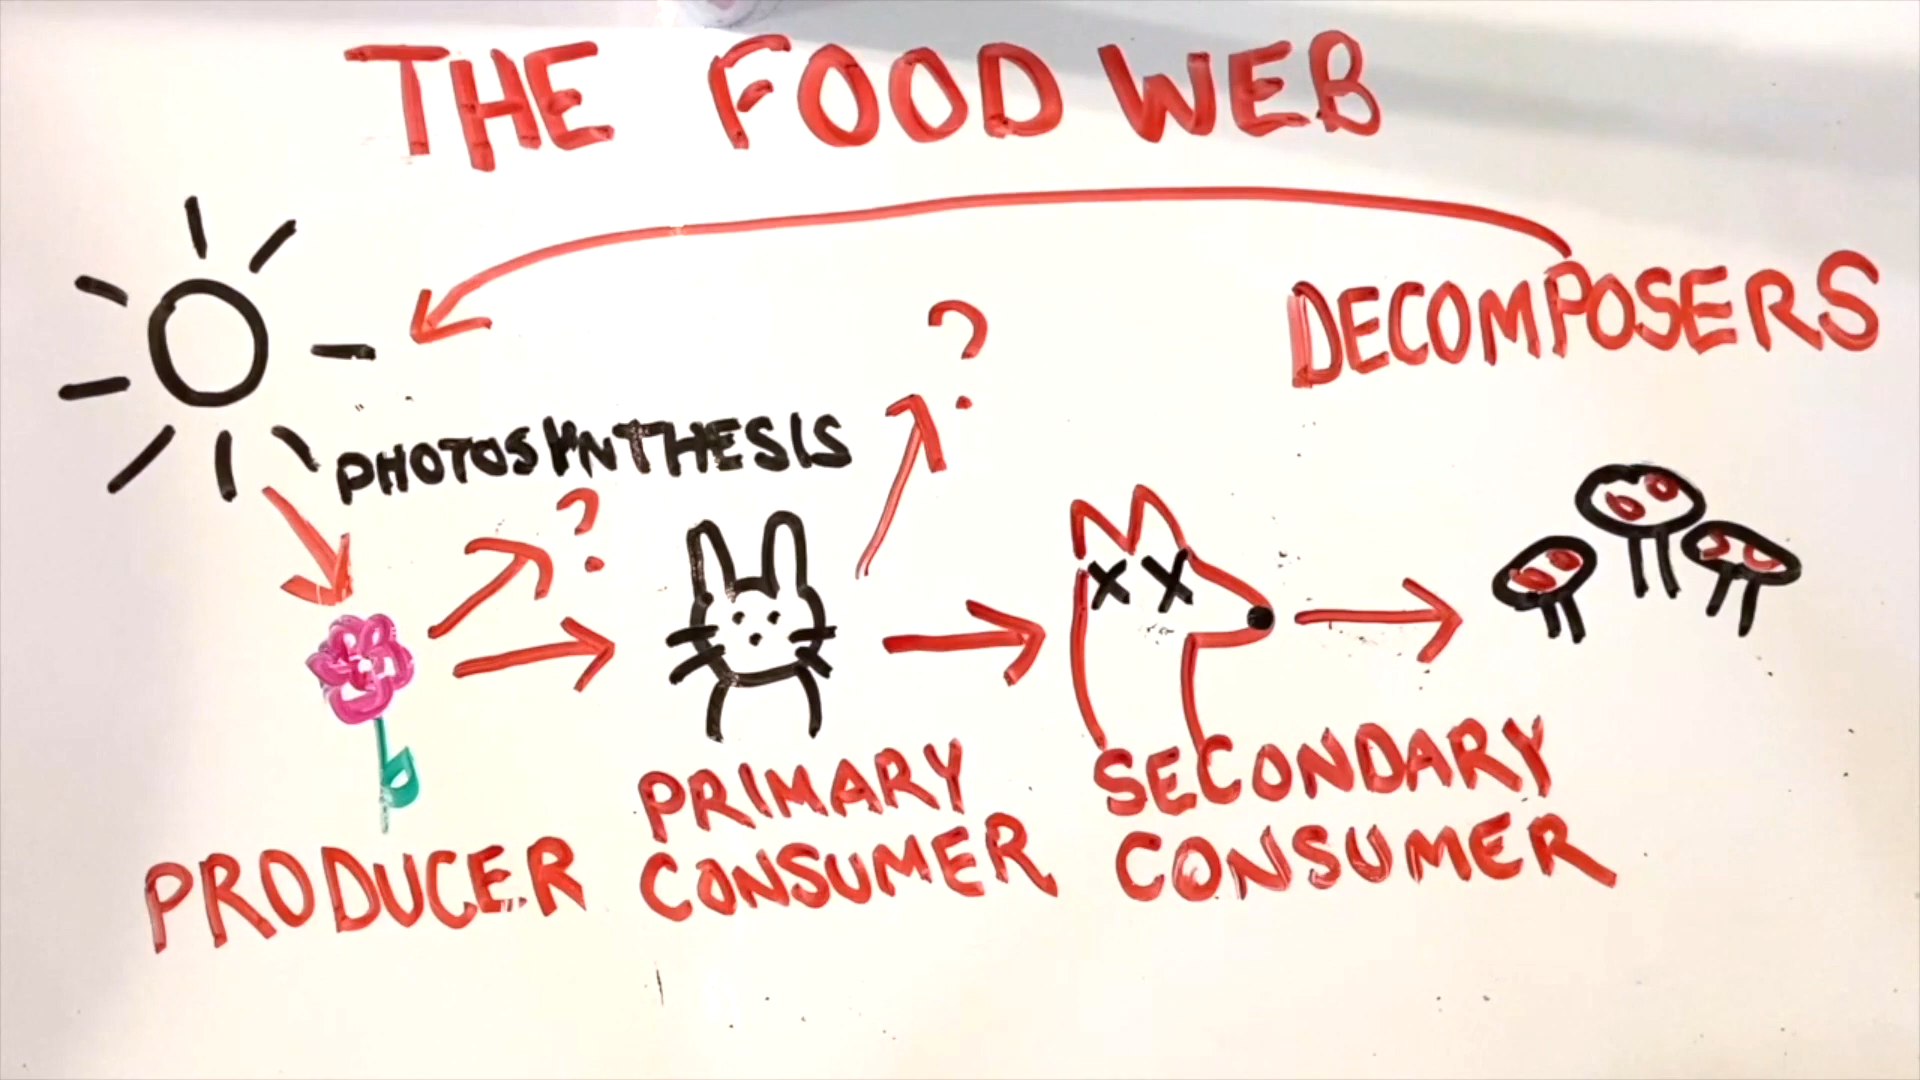 THE FOOD WEB
DECOMPOSERS
?
PHOTOSYNTHESIS
?
PRIMARY
CONSUMER
SECONDARY
CONSUMER
PRODUCER